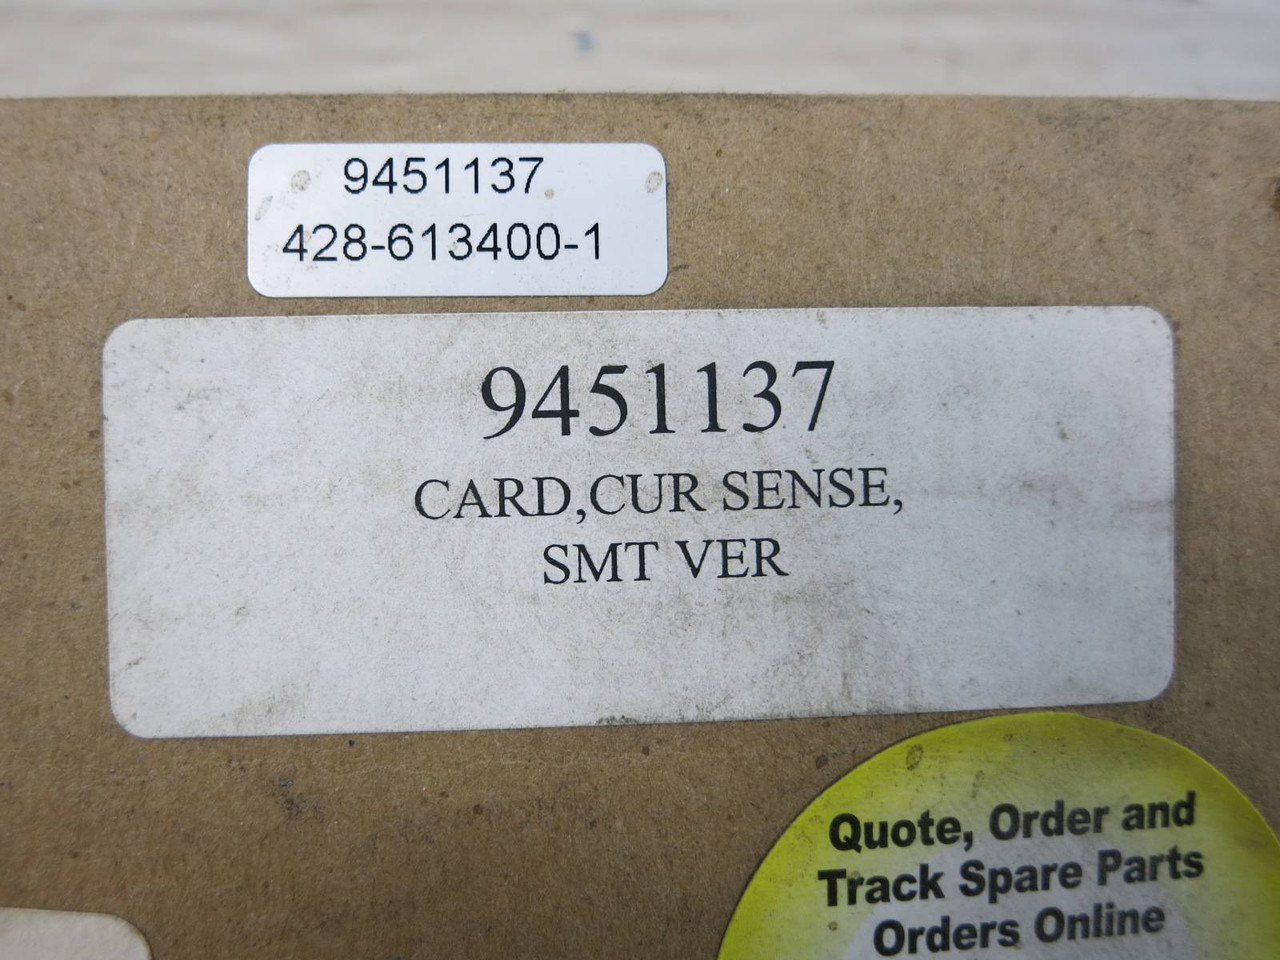 9451137
428-613400-1
9451137
CARD,CUR SENSE,
SMT VER
Quote, Order and
Track Spare Parts
Orders Online